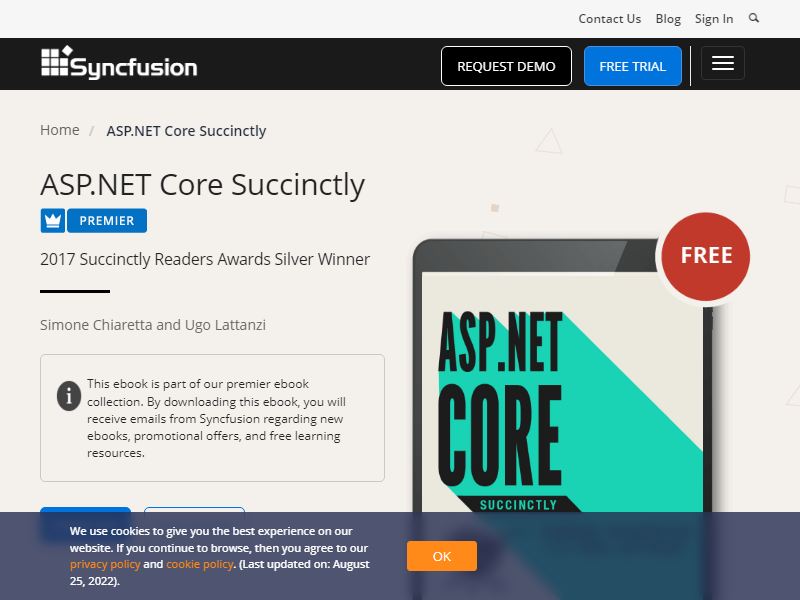 Contact Us Blog Sign In
Syncfusion
REQUEST DEMO
FREE TRIAL
Home / ASP.NET Core Succinctly
ASP.NET Core Succinctly
PREMIER
2017 Succinctly Readers Awards Silver Winner
Simone Chiaretta and Ugo Lattanzi
This ebook is part of our premier ebook
collection. By downloading this ebook, you will
receive emails from Syncfusion regarding new
ebooks, promotional offers, and free learning
resources.
FREE
ASP.NET
CORE
SUCCINCTLY
We use cookies to give you the best experience on our
website. If you continue to browse, then you agree to our
privacy policy and cookie policy. (Last updated on: August
25, 2022).
OK